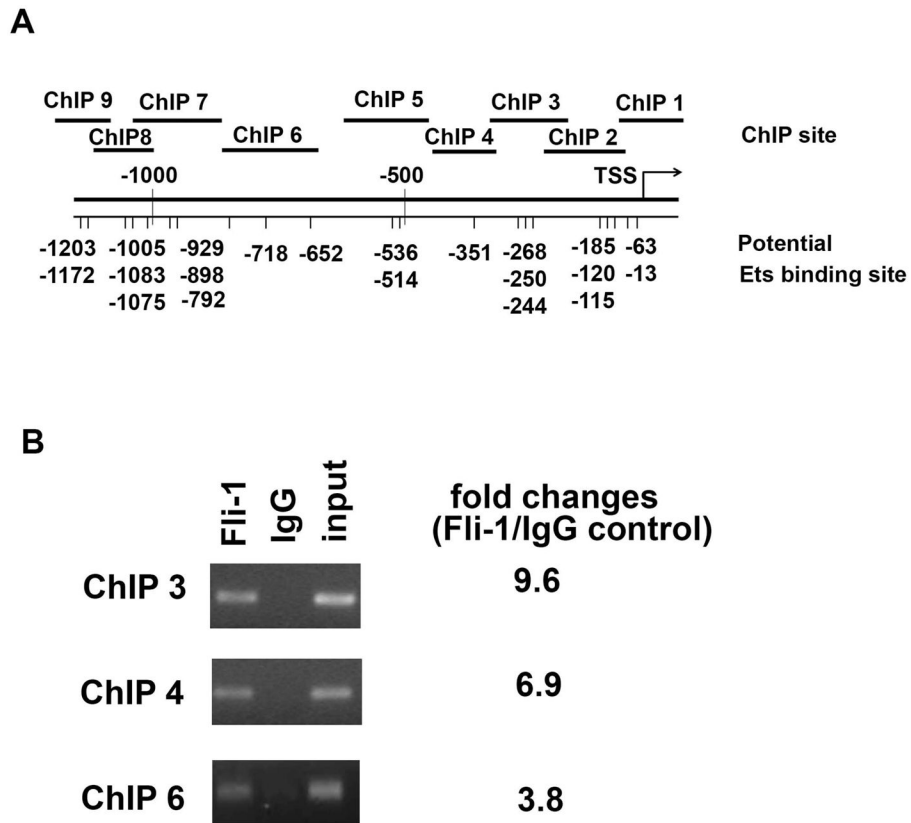 A
ChIP 9 ChIP 7 ChIP 5 ChIP 3 ChIP 1
ChIP8 ChIP 6 ChIP 4 ChIP 2 ChIP site
-1000 -500 TSS
-1203 -1005 -929 -718 -652 -536 -351 -268 -185 -63 Potential
-1172 -1083 -898 -514 -250 -120 -13 Ets binding site
-1075 -792 -244 -115
B
Fli-1 IgG input
fold changes
(Fli-1/IgG control)
ChIP 3 9.6
ChIP 4 6.9
ChIP 6 3.8